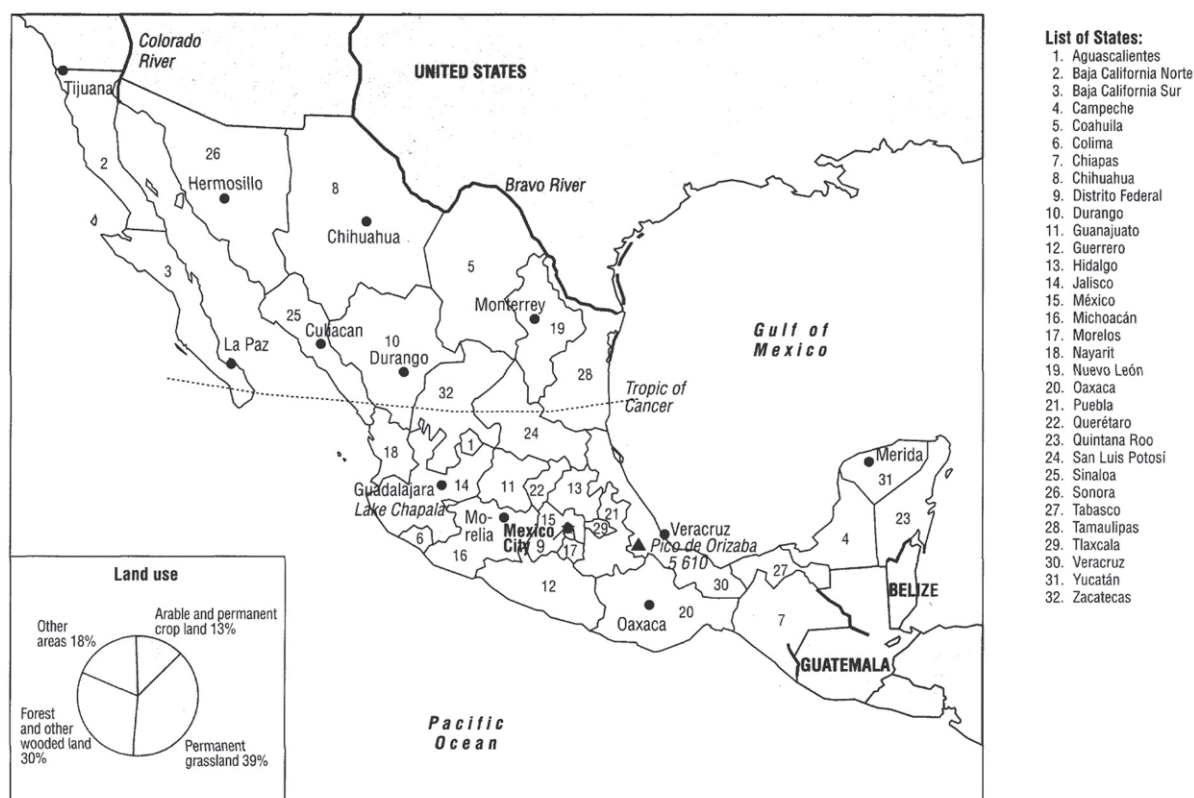 Colorado
River
UNITED STATES
Tijuana
26
2
Hermosillo
8
Bravo River
Chihuahua
3
5
25
Monterrey
19
Gulf of
Mexico
La Paz
Culiacan
10
Durango
28
32
Tropic of
Cancer
24
1
18
Guadalajara
14
11
22
13
21
Merida
31
Lake Chapala
Mo-
relia
15
Mexico
City
29
Veracruz
23
6
9
17
Pico de Orizaba
5 610
4
16
12
30
27
BELIZE
20
Oaxaca
7
GUATEMALA
Pacific
Ocean
Land use
Arable and permanent
crop land 13%
Other
areas 18%
Forest
and other
wooded land
30%
Permanent
grassland 39%
List of States:
1. Aguascalientes
2. Baja California Norte
3. Baja California Sur
4. Campeche
5. Coahuila
6. Colima
7. Chiapas
8. Chihuahua
9. Distrito Federal
10. Durango
11. Guanajuato
12. Guerrero
13. Hidalgo
14. Jalisco
15. México
16. Michoacán
17. Morelos
18. Nayarit
19. Nuevo León
20. Oaxaca
21. Puebla
22. Querétaro
23. Quintana Roo
24. San Luis Potosí
25. Sinaloa
26. Sonora
27. Tabasco
28. Tamaulipas
29. Tlaxcala
30. Veracruz
31. Yucatán
32. Zacatecas